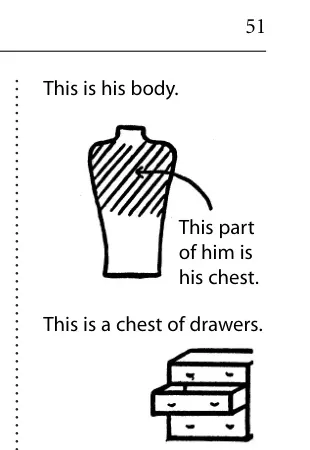 51
This is his body.
This part
of him is
his chest.
This is a chest of drawers.